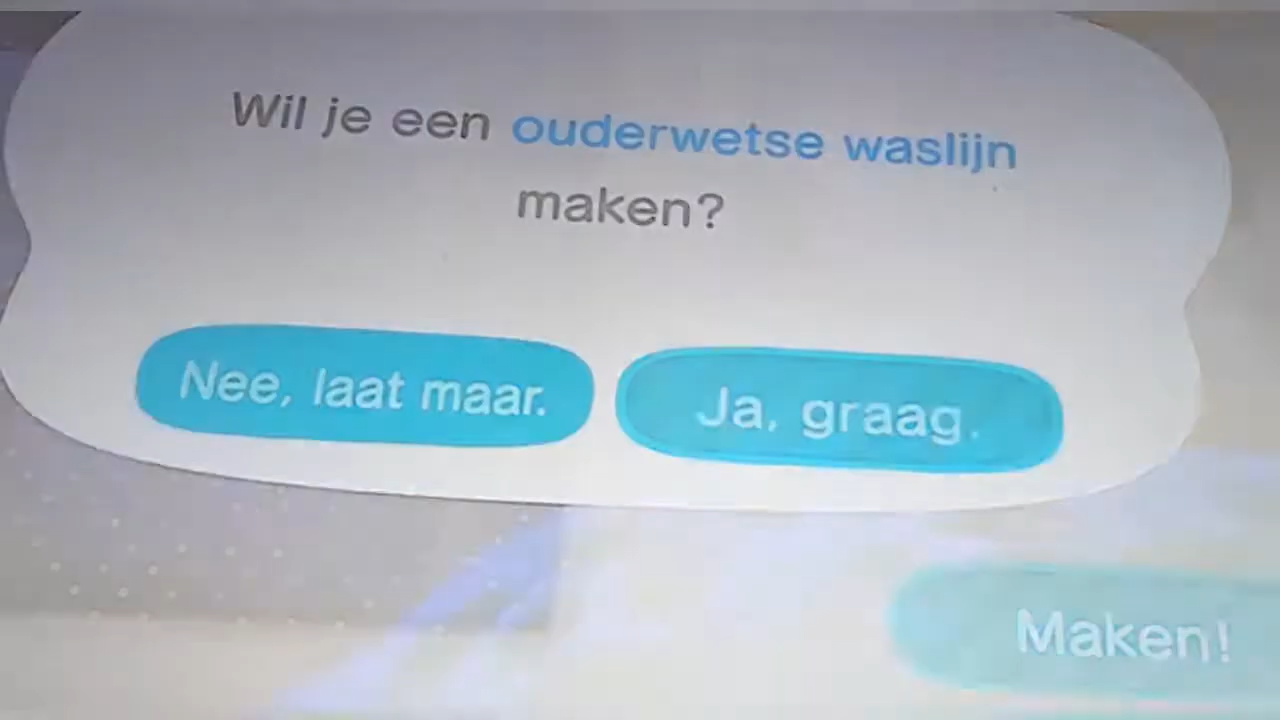 Wil je een ouderwetse waslijn
maken?
Nee, laat maar.
Ja, graag.
Maken!